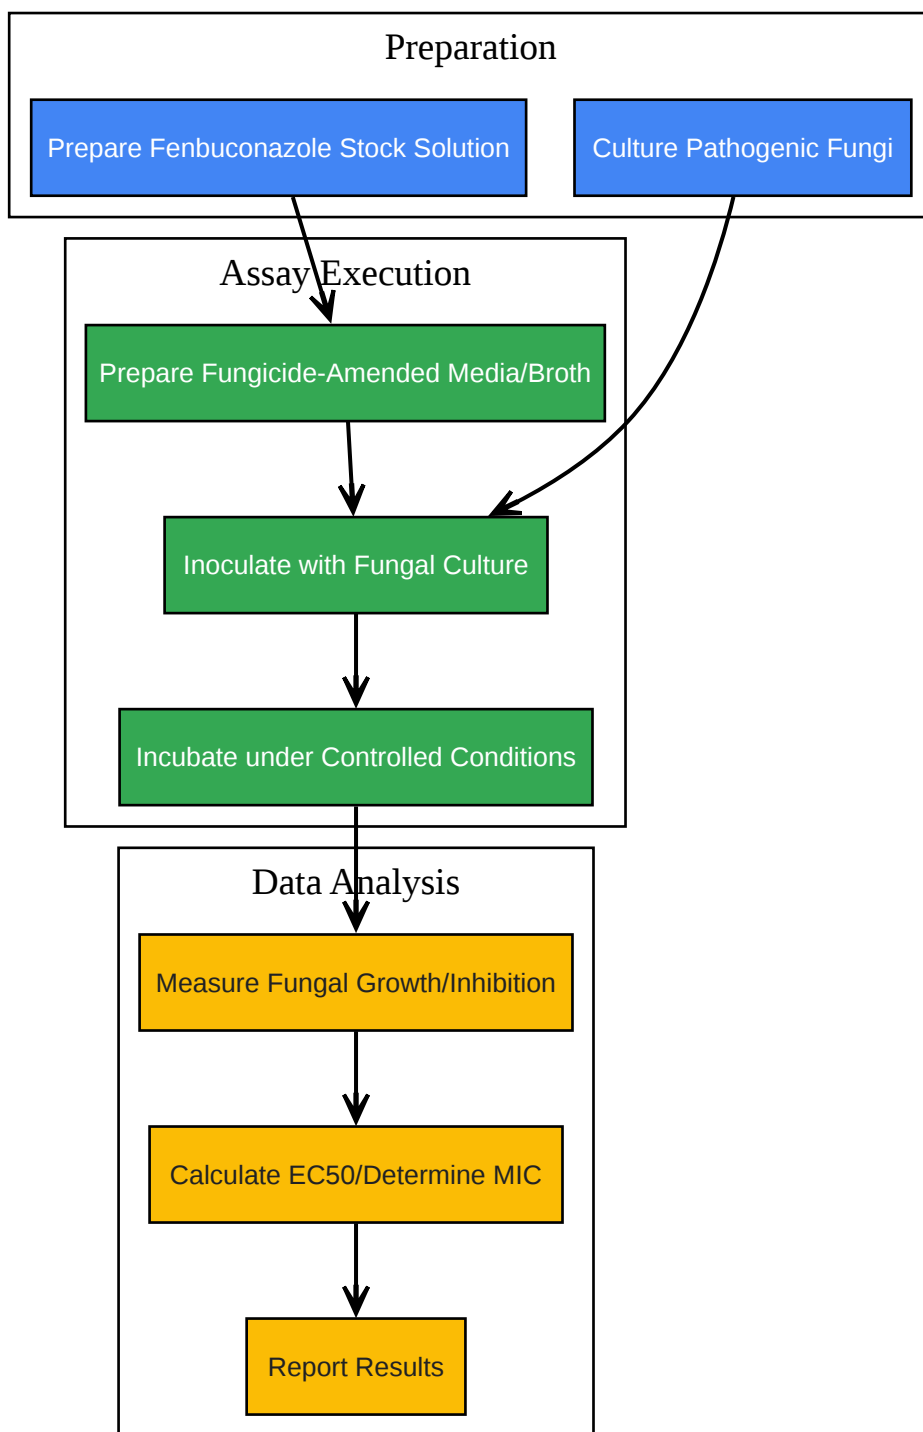 Preparation
Prepare Fenbuconazole Stock Solution
Culture Pathogenic Fungi
Assay Execution
Prepare Fungicide-Amended Media/Broth
Inoculate with Fungal Culture
Incubate under Controlled Conditions
Data Analysis
Measure Fungal Growth/Inhibition
Calculate EC50/Determine MIC
Report Results